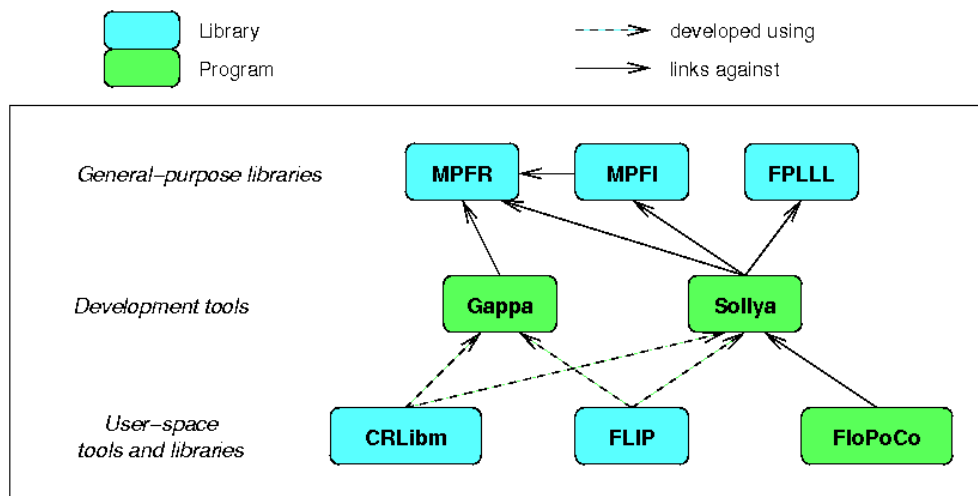 Library
developed using
Program
links against
General-purpose libraries
MPFR
MPFI
FPLLL
Development tools
Gappa
Sollya
User-space
tools and libraries
CRLibm
FLIP
FloPoCo